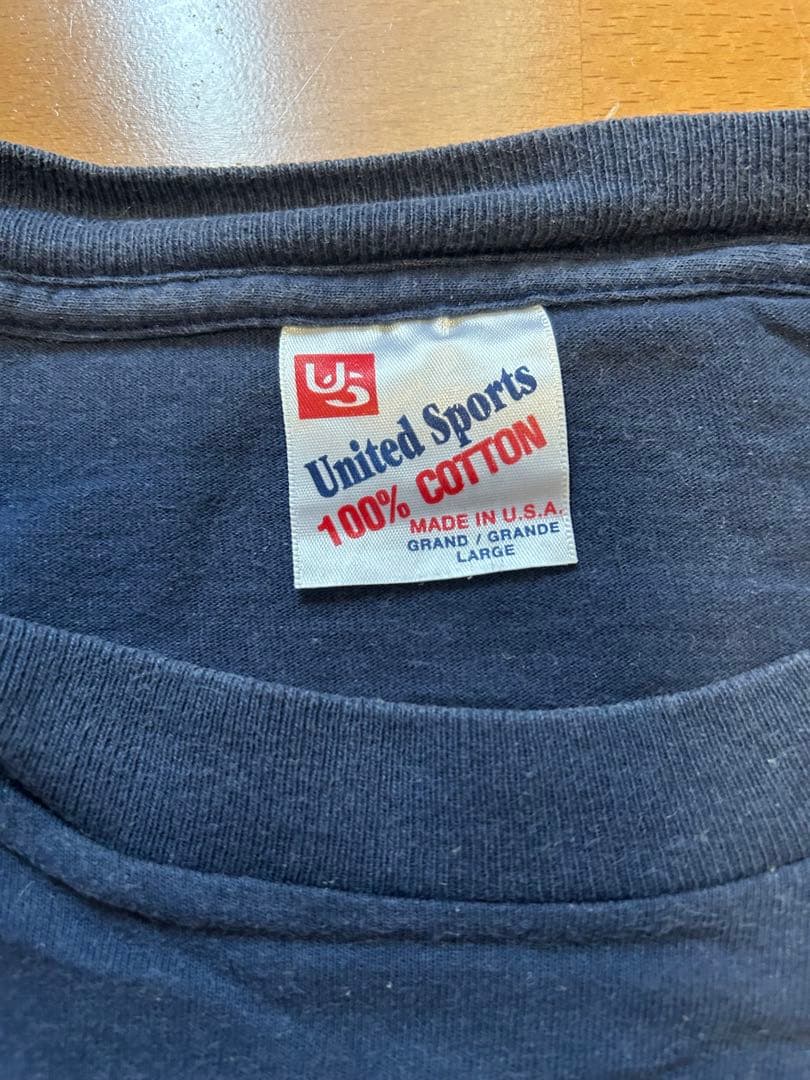 US
United Sports
100% COTTON
MADE IN U.S.A.
GRAND / GRANDE
LARGE